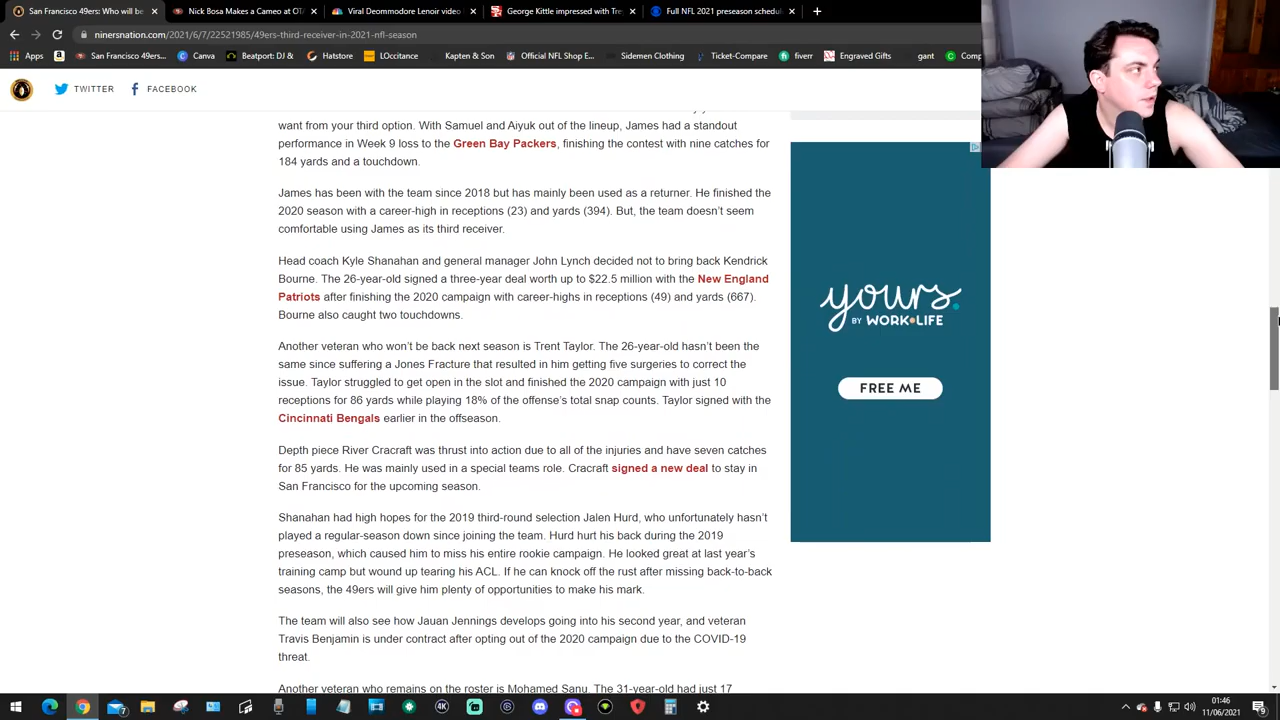 San Francisco 49ers: Who will be
Nick Bosa Makes a Cameo at OTA
Viral Deommodore Lenoir video
George Kittle impressed with Tre
Full NFL 2021 preseason schedul
ninersnation.com/2021/6/7/22521985/49ers-third-receiver-in-2021-nfl-season
Apps
San Francisco 49ers...
Canva
Beatport: DJ &
Hatstore
LOccitane
Kapten & Son
Official NFL Shop E...
Sidemen Clothing
Ticket-Compare
fiverr
Engraved Gifts
gant
Comp
TWITTER
FACEBOOK
want from your third option. With Samuel and Aiyuk out of the lineup, James had a standout
performance in Week 9 loss to the Green Bay Packers, finishing the contest with nine catches for
184 yards and a touchdown.
James has been with the team since 2018 but has mainly been used as a returner. He finished the
2020 season with a career-high in receptions (23) and yards (394). But, the team doesn't seem
comfortable using James as its third receiver.
Head coach Kyle Shanahan and general manager John Lynch decided not to bring back Kendrick
Bourne. The 26-year-old signed a three-year deal worth up to $22.5 million with the New England
Patriots after finishing the 2020 campaign with career-highs in receptions (49) and yards (667).
Bourne also caught two touchdowns.
Another veteran who won't be back next season is Trent Taylor. The 26-year-old hasn't been the
same since suffering a Jones Fracture that resulted in him getting five surgeries to correct the
issue. Taylor struggled to get open in the slot and finished the 2020 campaign with just 10
receptions for 86 yards while playing 18% of the offense's total snap counts. Taylor signed with the
Cincinnati Bengals earlier in the offseason.
Depth piece River Cracraft was thrust into action due to all of the injuries and have seven catches
for 85 yards. He was mainly used in a special teams role. Cracraft signed a new deal to stay in
San Francisco for the upcoming season.
Shanahan had high hopes for the 2019 third-round selection Jalen Hurd, who unfortunately hasn't
played a regular-season down since joining the team. Hurd hurt his back during the 2019
preseason, which caused him to miss his entire rookie campaign. He looked great at last year's
training camp but wound up tearing his ACL. If he can knock off the rust after missing back-to-back
seasons, the 49ers will give him plenty of opportunities to make his mark.
The team will also see how Jauan Jennings develops going into his second year, and veteran
Travis Benjamin is under contract after opting out of the 2020 campaign due to the COVID-19
threat.
Another veteran who remains on the roster is Mohamed Sanu. The 31-year-old had just 17
yours.
BY WORK•LIFE
FREE ME
01:46
11/06/2021